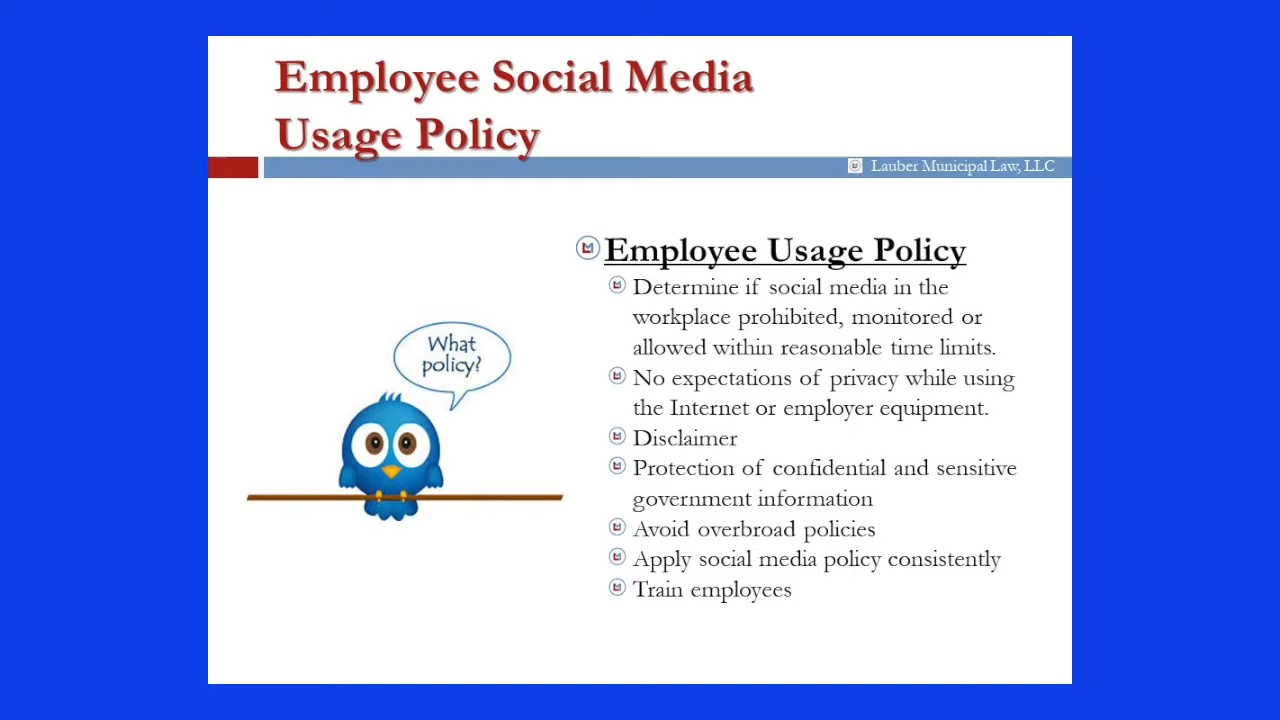 Employee Social Media
Usage Policy
Lauber Municipal Law, LLC
What
policy?
Employee Usage Policy
Determine if social media in the
workplace prohibited, monitored or
allowed within reasonable time limits.
No expectations of privacy while using
the Internet or employer equipment.
Disclaimer
Protection of confidential and sensitive
government information
Avoid overbroad policies
Apply social media policy consistently
Train employees